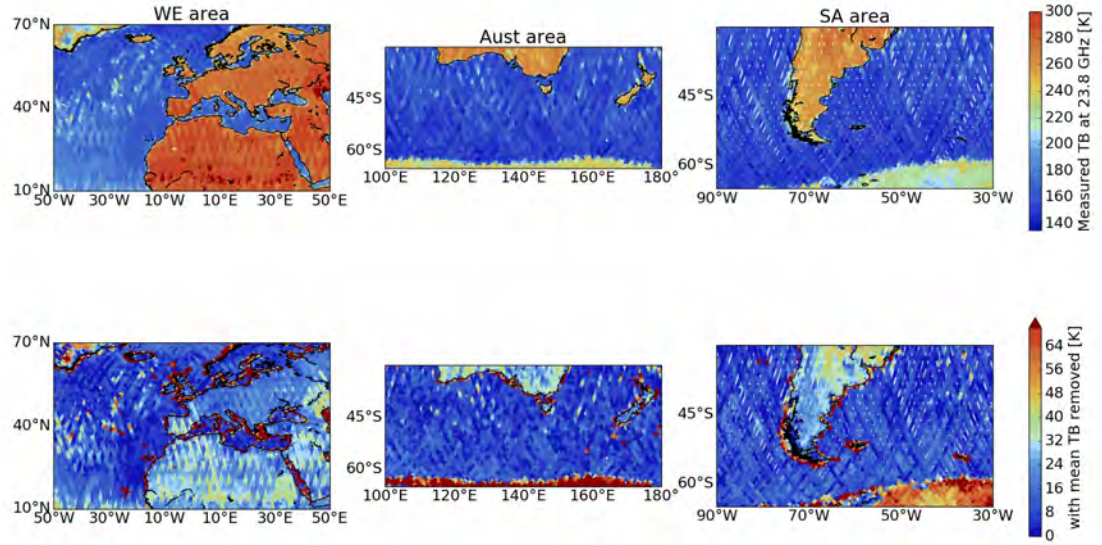 WE area
Aust area
SA area
70°N
40°N
10°N
50°W 30°W 10°W 10°E 30°E 50°E
45°S
60°S
100°E 120°E 140°E 160°E 180°
45°S
60°S
90°W 70°W 50°W 30°W
300
280
260
240
220
200
180
160
140
Measured TB at 23.8 GHz [K]
70°N
40°N
10°N
50°W 30°W 10°W 10°E 30°E 50°E
45°S
60°S
100°E 120°E 140°E 160°E 180°
45°S
60°S
90°W 70°W 50°W 30°W
64
56
48
40
32
24
16
8
0
with mean TB removed [K]